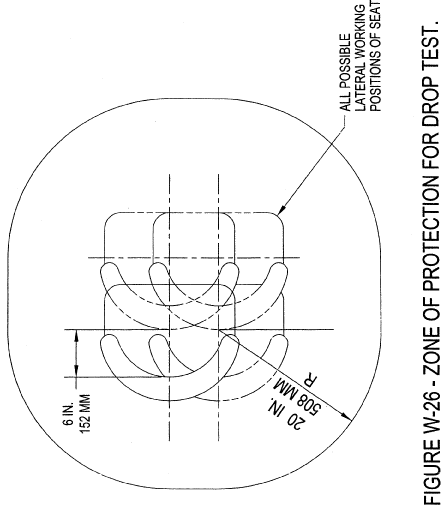 ALL POSSIBLE
LATERAL WORKING
POSITIONS OF SEAT
6 IN.
152 MM
20 IN.
508 MM
R
FIGURE W-26 - ZONE OF PROTECTION FOR DROP TEST.